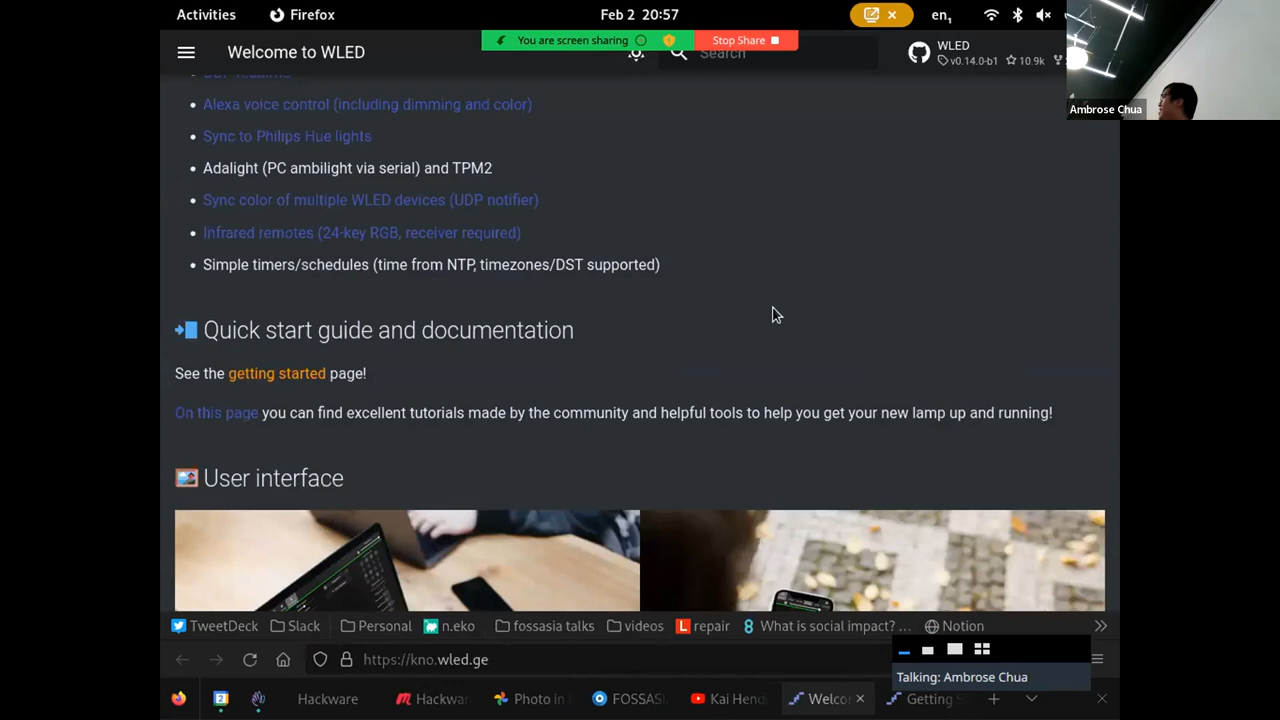 Activities
Firefox
Feb 2 20:57
en₁
You are screen sharing
Stop Share
Welcome to WLED
Search
WLED
v0.14.0-b1
10.9k
Ambrose Chua
UDP realtime
Alexa voice control (including dimming and color)
Sync to Philips Hue lights
Adalight (PC ambilight via serial) and TPM2
Sync color of multiple WLED devices (UDP notifier)
Infrared remotes (24-key RGB, receiver required)
Simple timers/schedules (time from NTP, timezones/DST supported)
Quick start guide and documentation
See the getting started page!
On this page you can find excellent tutorials made by the community and helpful tools to help you get your new lamp up and running!
User interface
TweetDeck
Slack
Personal
n.eko
fossasia talks
videos
repair
What is social impact? ...
Notion
https://kno.wled.ge
Talking: Ambrose Chua
Hackware
Hackwar
Photo in
FOSSAS
Kai Hend
Welco
Getting S